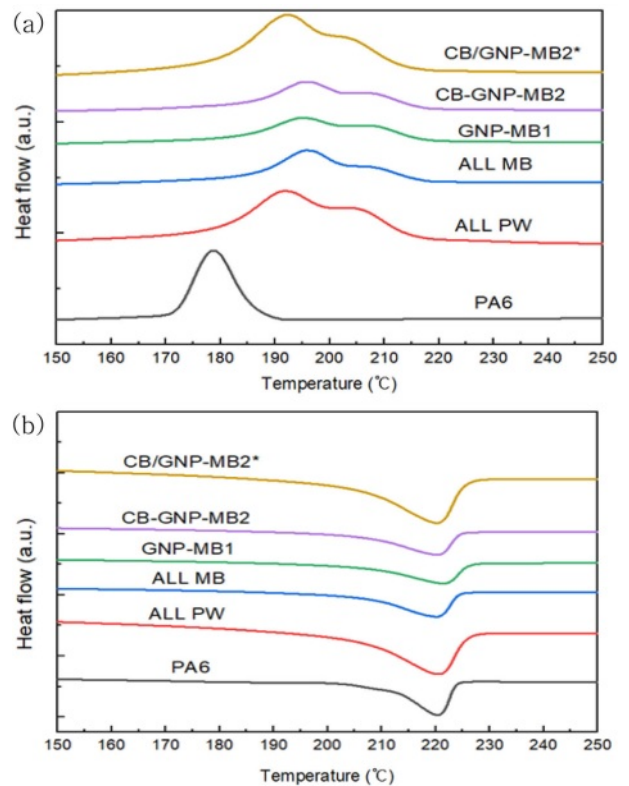 (a)
CB/GNP-MB2*
CB-GNP-MB2
GNP-MB1
ALL MB
ALL PW
PA6
Heat flow (a.u.)
150 160 170 180 190 200 210 220 230 240 250
Temperature (℃)
(b)
CB/GNP-MB2*
CB-GNP-MB2
GNP-MB1
ALL MB
ALL PW
PA6
Heat flow (a.u.)
150 160 170 180 190 200 210 220 230 240 250
Temperature (℃)